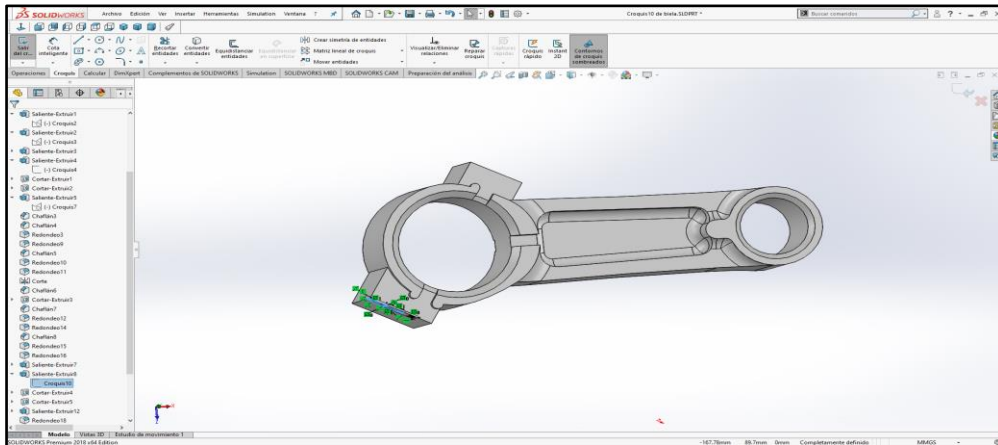 SOLIDWORKS Archivo Edición Ver Insertar Herramientas Simulation Ventana ? Croquis10 de biela.SLDPRT * Buscar comandos
Salir del cr... Cota inteligente Recortar entidades Convertir entidades Equidistanciar entidades Equidistanciar en superficie Crear simetría de entidades Matriz lineal de croquis Mover entidades Visualizar/Eliminar relaciones Reparar croquis Capturas rápidas Croquis rápido Instant 2D Contornos de croquis sombreados
Operaciones Croquis Calcular DimXpert Complementos de SOLIDWORKS Simulation SOLIDWORKS MBD SOLIDWORKS CAM Preparación del análisis
Saliente-Extruir1
(-) Croquis2
Saliente-Extruir2
(-) Croquis3
Saliente-Extruir3
Saliente-Extruir4
(-) Croquis4
Cortar-Extruir1
Cortar-Extruir2
Saliente-Extruir5
(-) Croquis7
Chaflán3
Chaflán4
Redondeo3
Redondeo9
Chaflán5
Redondeo10
Redondeo11
Corte
Chaflán6
Cortar-Extruir3
Chaflán7
Redondeo12
Redondeo14
Chaflán8
Redondeo15
Redondeo16
Saliente-Extruir7
Saliente-Extruir8
Croquis10
Cortar-Extruir4
Cortar-Extruir5
Saliente-Extruir12
Redondeo18
Modelo Vistas 3D Estudio de movimiento 1
SOLIDWORKS Premium 2018 x64 Edition -167.78mm 89.7mm 0mm Completamente definido MMGS